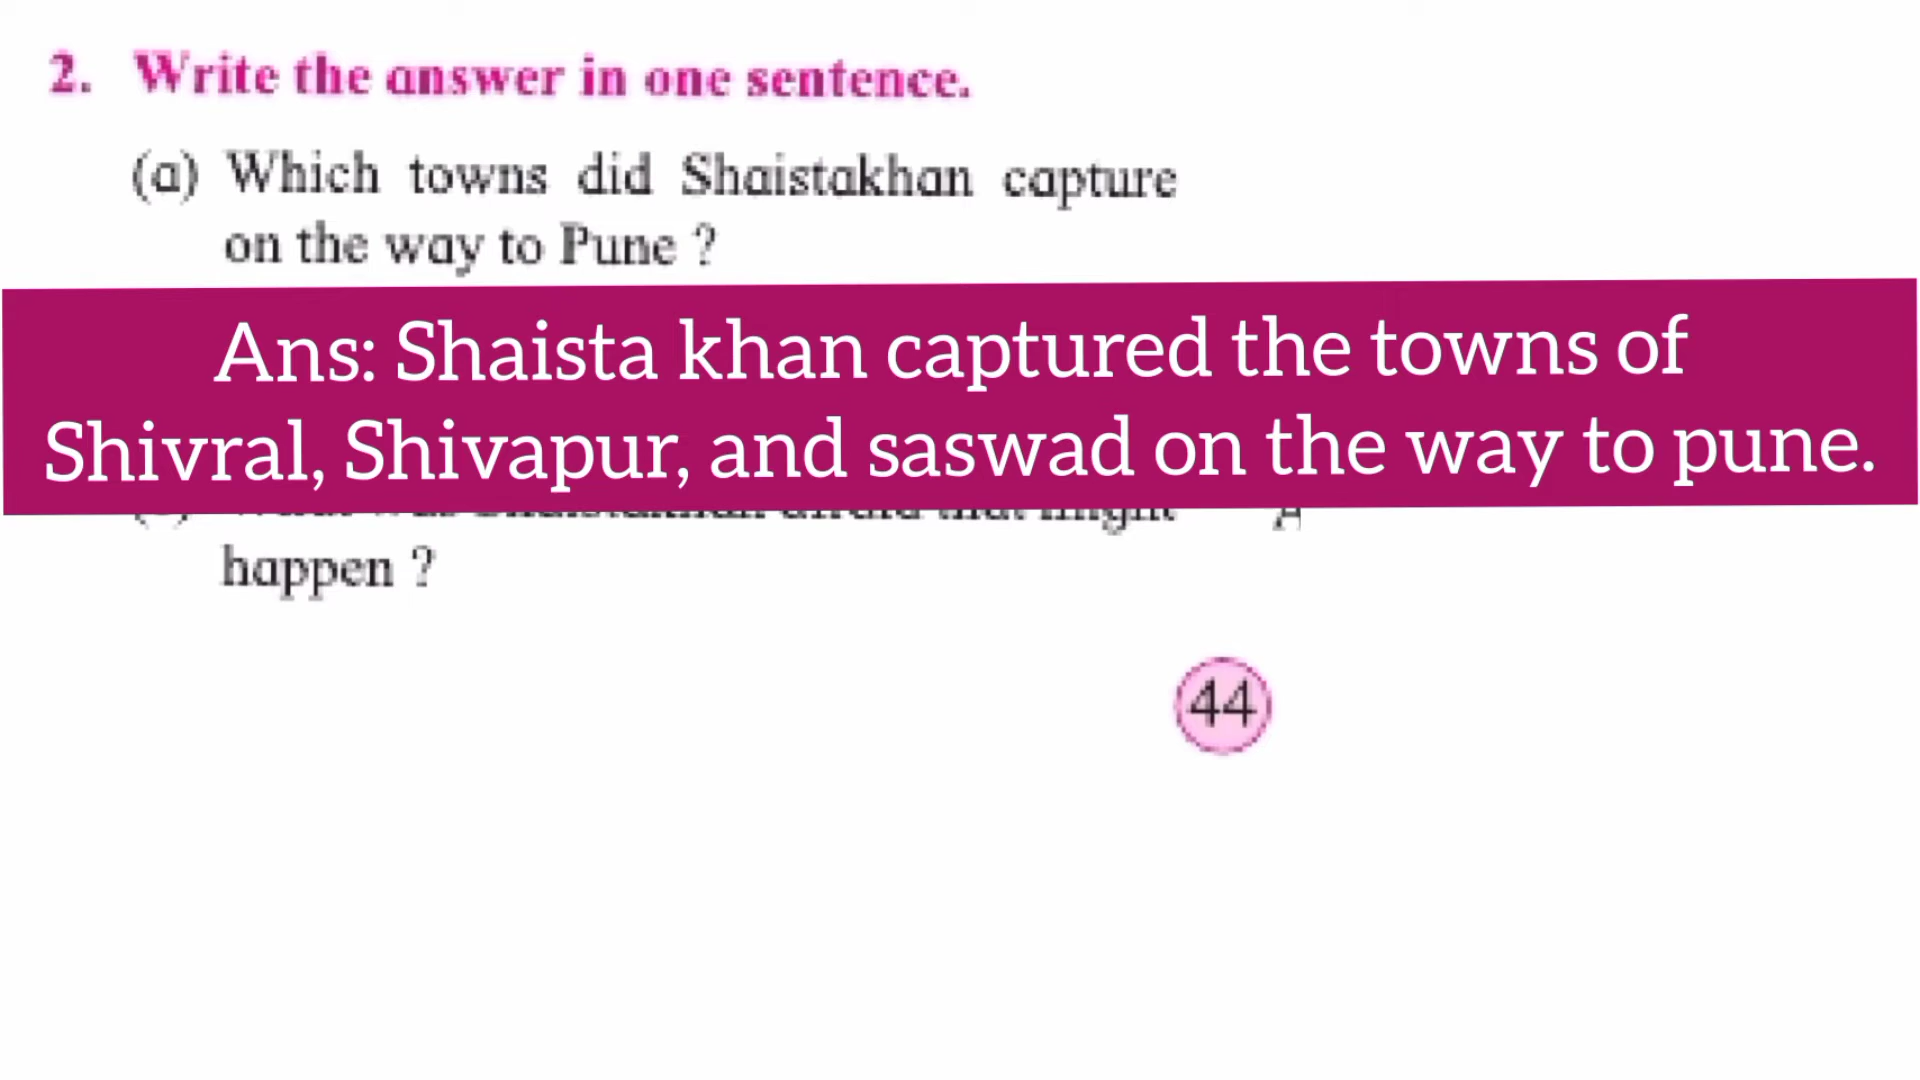 2. Write the answer in one sentence.
(a) Which towns did Shaistakhan capture
on the way to Pune ?
Ans: Shaista khan captured the towns of
Shivral, Shivapur, and saswad on the way to pune.
happen ?
44